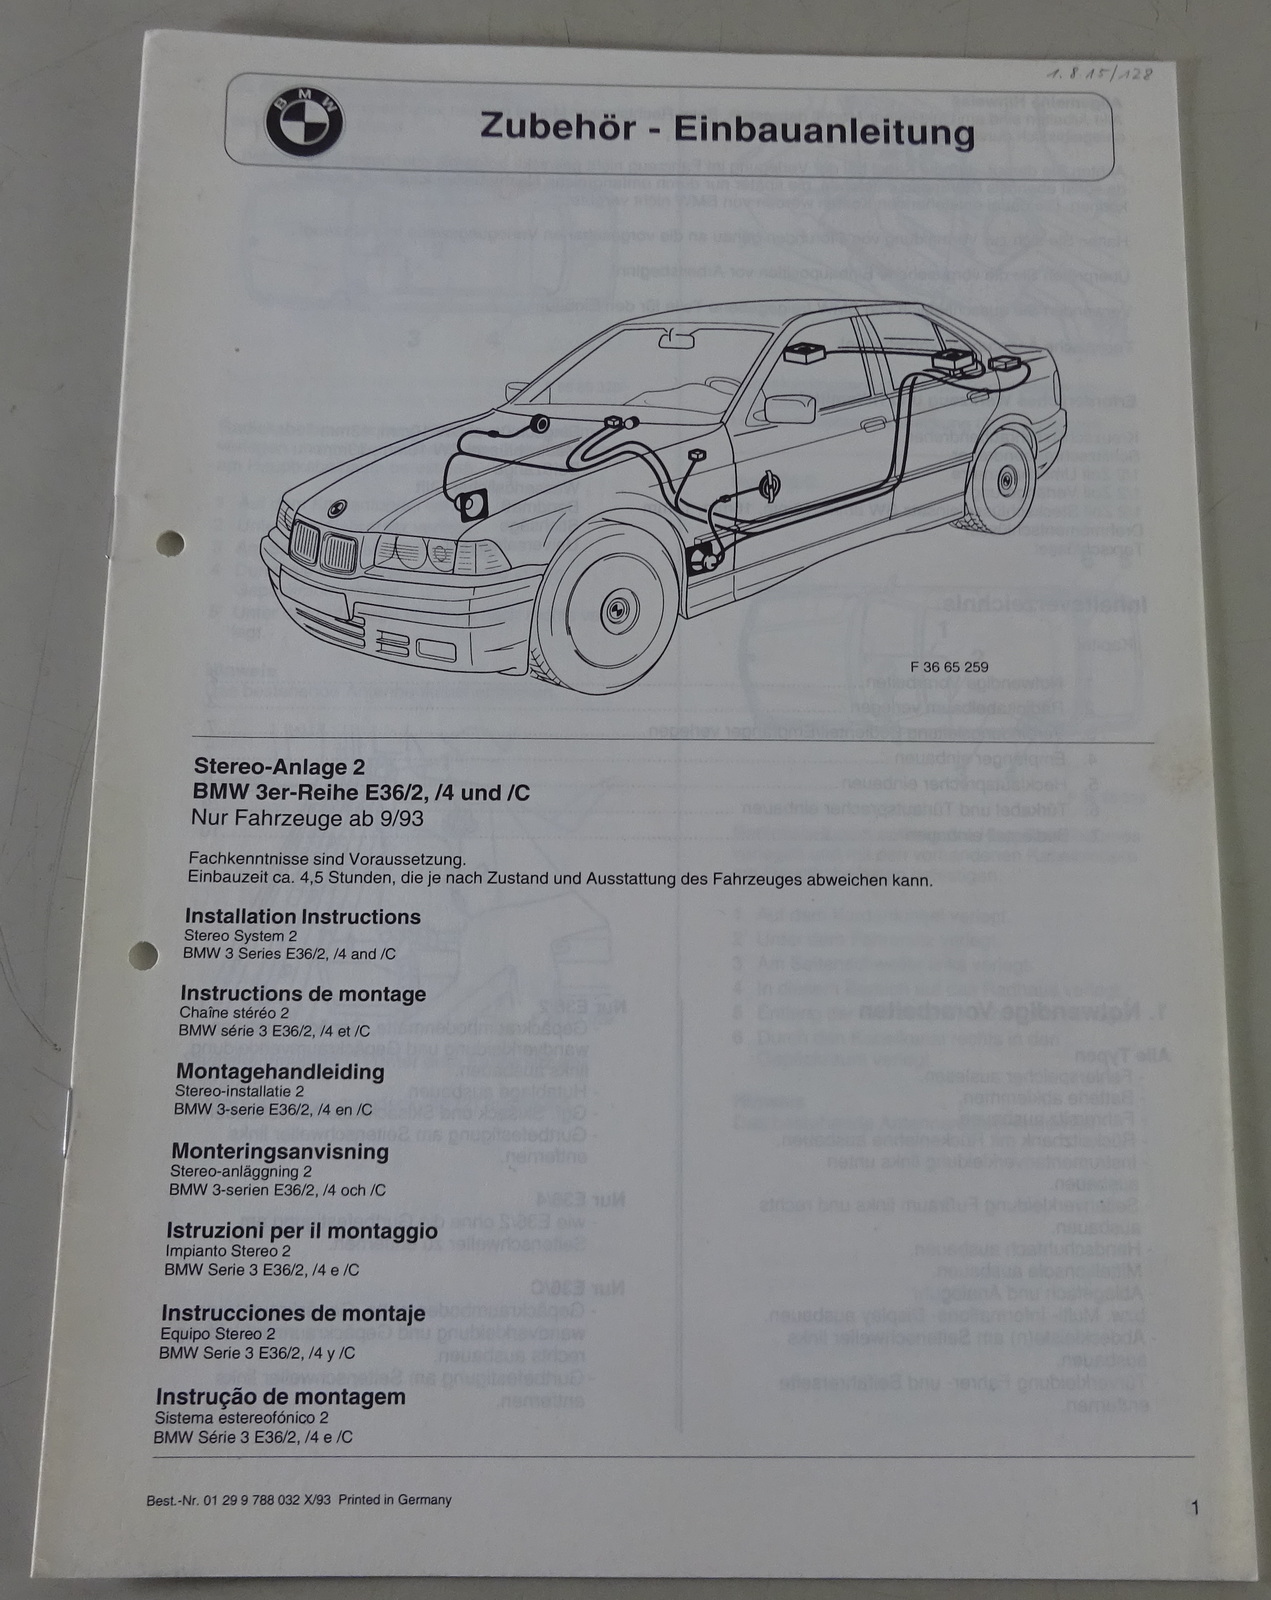 1.8.15/128
BMW
Zubehör - Einbauanleitung
F 36 65 259
Stereo-Anlage 2
BMW 3er-Reihe E36/2, /4 und /C
Nur Fahrzeuge ab 9/93
Fachkenntnisse sind Voraussetzung.
Einbauzeit ca. 4,5 Stunden, die je nach Zustand und Ausstattung des Fahrzeuges abweichen kann.
Installation Instructions
Stereo System 2
BMW 3 Series E36/2, /4 and /C
Instructions de montage
Chaîne stéréo 2
BMW série 3 E36/2, /4 et /C
Montagehandleiding
Stereo-installatie 2
BMW 3-serie E36/2, /4 en /C
Monteringsanvisning
Stereo-anläggning 2
BMW 3-serien E36/2, /4 och /C
Istruzioni per il montaggio
Impianto Stereo 2
BMW Serie 3 E36/2, /4 e /C
Instrucciones de montaje
Equipo Stereo 2
BMW Serie 3 E36/2, /4 y /C
Instrução de montagem
Sistema estereofónico 2
BMW Série 3 E36/2, /4 e /C
Best.-Nr. 01 29 9 788 032 X/93 Printed in Germany
1